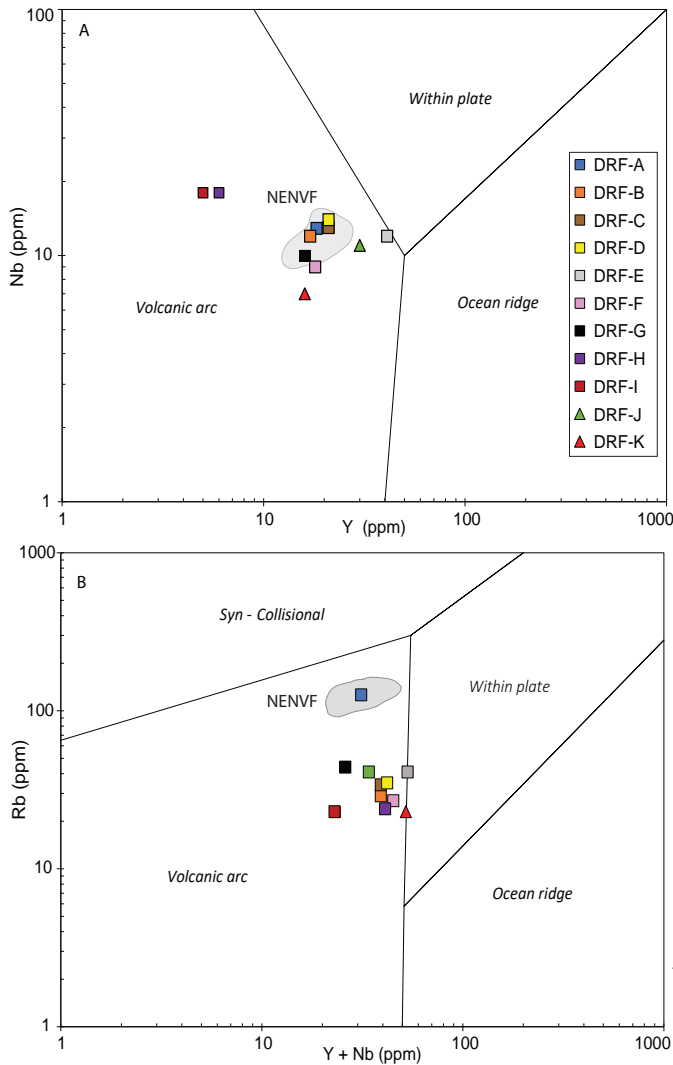 100
A
Within plate
NENVF
Nb (ppm)
10
Volcanic arc
Ocean ridge
DRF-A
DRF-B
DRF-C
DRF-D
DRF-E
DRF-F
DRF-G
DRF-H
DRF-I
DRF-J
DRF-K
1
1
10
100
1000
Y (ppm)
1000
B
Syn - Collisional
NENVF
Within plate
100
Rb (ppm)
10
Volcanic arc
Ocean ridge
1
1
10
100
1000
Y + Nb (ppm)